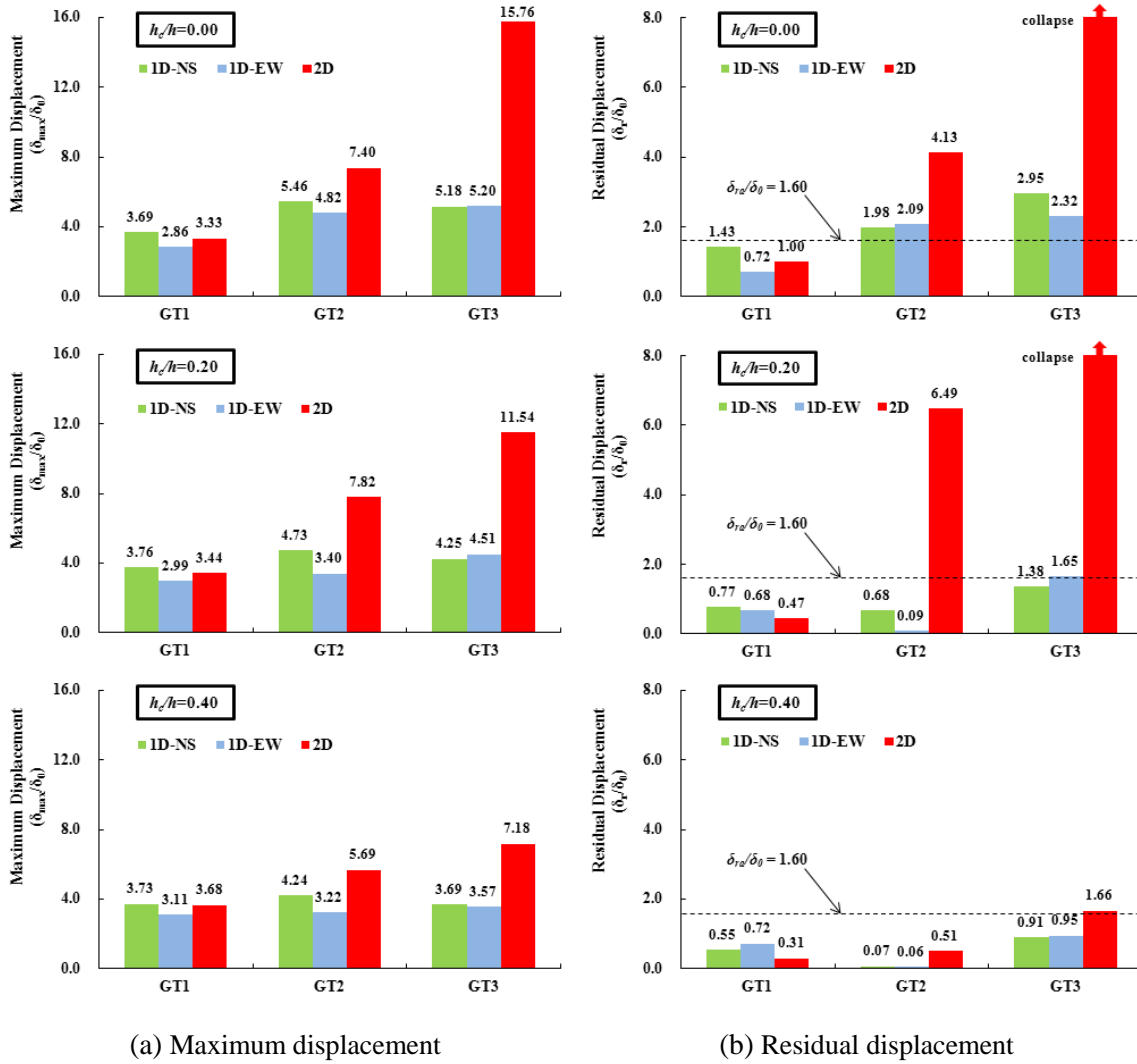 Maximum Displacement
(δmax/δ0)
16.0
12.0
8.0
4.0
0.0
hc/h=0.00
1D-NS 1D-EW 2D
3.69
2.86
3.33
5.46
4.82
7.40
5.18
5.20
15.76
GT1 GT2 GT3
Residual Displacement
(δr/δ0)
8.0
6.0
4.0
2.0
0.0
hc/h=0.00
1D-NS 1D-EW 2D
collapse
δra/δ0 = 1.60
1.43
0.72
1.00
1.98
2.09
4.13
2.95
2.32
GT1 GT2 GT3
Maximum Displacement
(δmax/δ0)
16.0
12.0
8.0
4.0
0.0
hc/h=0.20
1D-NS 1D-EW 2D
3.76
2.99
3.44
4.73
3.40
7.82
4.25
4.51
11.54
GT1 GT2 GT3
Residual Displacement
(δr/δ0)
8.0
6.0
4.0
2.0
0.0
hc/h=0.20
1D-NS 1D-EW 2D
collapse
δra/δ0 = 1.60
0.77
0.68
0.47
0.68
0.09
6.49
1.38
1.65
GT1 GT2 GT3
Maximum Displacement
(δmax/δ0)
16.0
12.0
8.0
4.0
0.0
hc/h=0.40
1D-NS 1D-EW 2D
3.73
3.11
3.68
4.24
3.22
5.69
3.69
3.57
7.18
GT1 GT2 GT3
Residual Displacement
(δr/δ0)
8.0
6.0
4.0
2.0
0.0
hc/h=0.40
1D-NS 1D-EW 2D
δra/δ0 = 1.60
0.55
0.72
0.31
0.07
0.06
0.51
0.91
0.95
1.66
GT1 GT2 GT3
(a) Maximum displacement
(b) Residual displacement